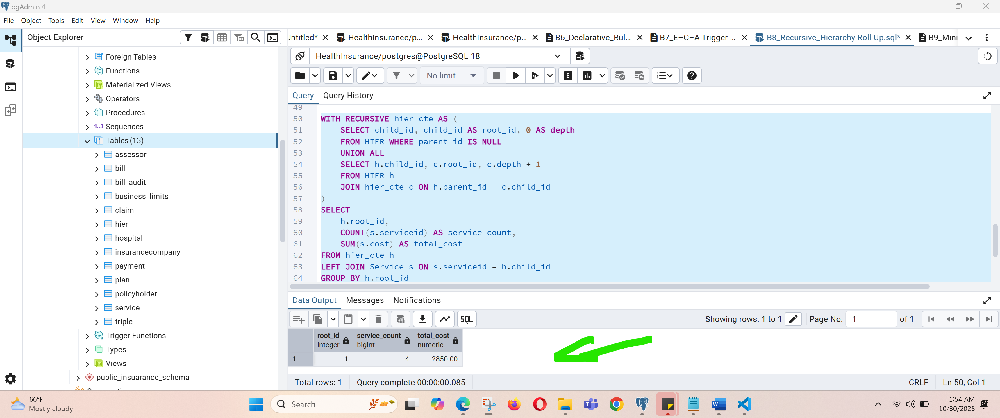 pgAdmin 4
File Object Tools Edit View Window Help
Object Explorer
Foreign Tables
Functions
Materialized Views
Operators
Procedures
1..3 Sequences
Tables (13)
assessor
bill
bill_audit
business_limits
claim
hier
hospital
insurancecompany
payment
plan
policyholder
service
triple
Trigger Functions
Types
Views
public_insuarance_schema
Subscriptions
Untitled* HealthInsurance/p... HealthInsurance/p... B6_Declarative_Rul... B7_E–C–A Trigger ... B8_Recursive_Hierarchy Roll-Up.sql* B9_Mini
HealthInsurance/postgres@PostgreSQL 18
No limit E
Query Query History
49
50 WITH RECURSIVE hier_cte AS (
51 SELECT child_id, child_id AS root_id, 0 AS depth
52 FROM HIER WHERE parent_id IS NULL
53 UNION ALL
54 SELECT h.child_id, c.root_id, c.depth + 1
55 FROM HIER h
56 JOIN hier_cte c ON h.parent_id = c.child_id
57 )
58 SELECT
59 h.root_id,
60 COUNT(s.serviceid) AS service_count,
61 SUM(s.cost) AS total_cost
62 FROM hier_cte h
63 LEFT JOIN Service s ON s.serviceid = h.child_id
64 GROUP BY h.root_id
Data Output Messages Notifications
SQL Showing rows: 1 to 1 Page No: 1 of 1
root_id service_count total_cost
integer bigint numeric
1 1 4 2850.00
Total rows: 1 Query complete 00:00:00.085 CRLF Ln 50, Col 1
66°F
Mostly cloudy
Search
1:54 AM
10/30/2025